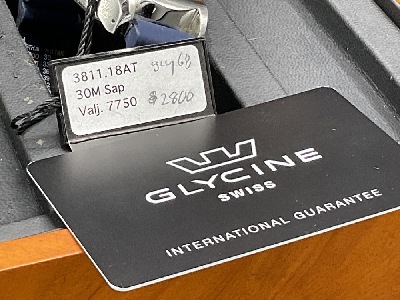 3811.18AT gly68
30M Sap
Valj. 7750 $2800
GLYCINE
SWISS
INTERNATIONAL GUARANTEE